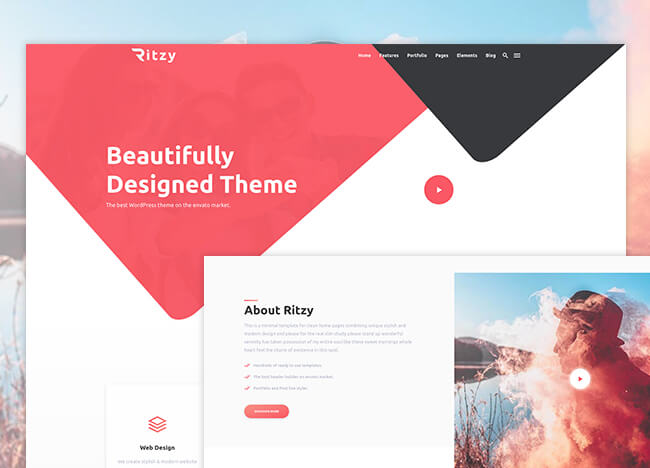 Ritzy
Home Features Portfolio Pages Elements Blog
Beautifully
Designed Theme
The best WordPress theme on the envato market.
About Ritzy
This is a minimal template for clean home pages combining unique stylish and
modern design and please for the real slim study please stand up wonderful
serenity has taken possession of my entire soul like these sweet mornings whole
heart feel the charm of existence in this spot.
Hundreds of ready to use templates.
The best header builder on envato market.
Portfolio and Post live styles.
Web Design
We create stylish & modern website